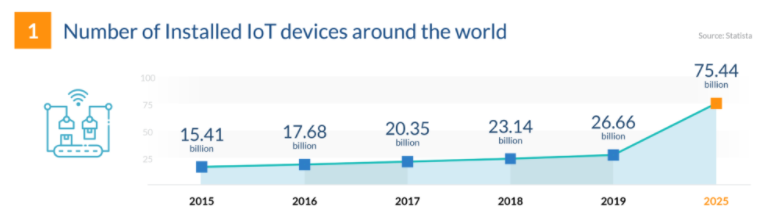 1 Number of Installed IoT devices around the world
Source: Statista
100
75
50
25
15.41
billion
17.68
billion
20.35
billion
23.14
billion
26.66
billion
75.44
billion
2015 2016 2017 2018 2019 2025